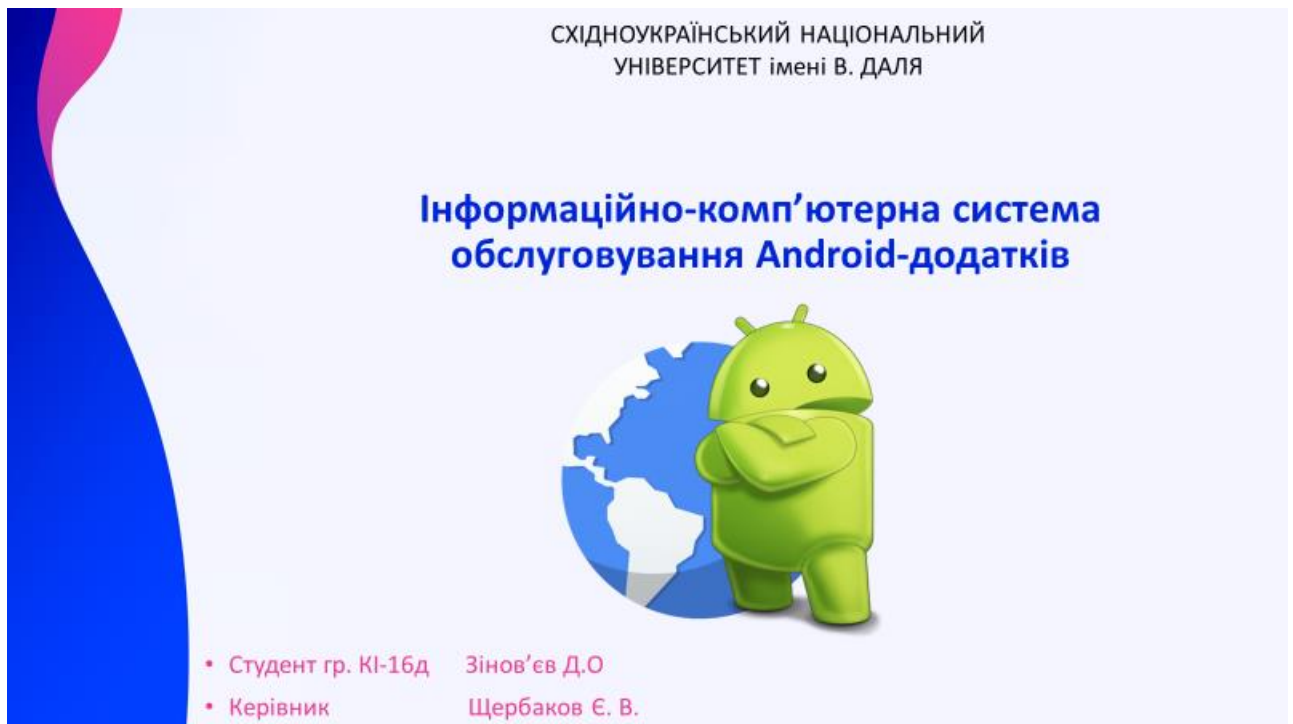 СХІДНОУКРАЇНСЬКИЙ НАЦІОНАЛЬНИЙ
УНІВЕРСИТЕТ імені В. ДАЛЯ
Інформаційно-комп’ютерна система
обслуговування Android-додатків
• Студент гр. КІ-16д Зінов’єв Д.О
• Керівник Щербаков Є. В.